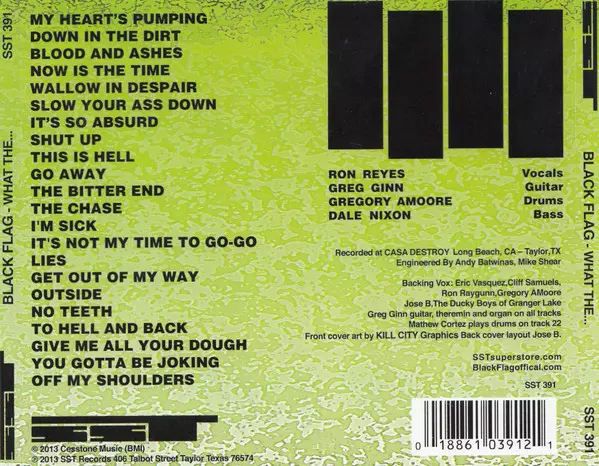 SST 391
BLACK FLAG - WHAT THE...
MY HEART'S PUMPING
DOWN IN THE DIRT
BLOOD AND ASHES
NOW IS THE TIME
WALLOW IN DESPAIR
SLOW YOUR ASS DOWN
IT'S SO ABSURD
SHUT UP
THIS IS HELL
GO AWAY
THE BITTER END
THE CHASE
I'M SICK
IT'S NOT MY TIME TO GO-GO
LIES
GET OUT OF MY WAY
OUTSIDE
NO TEETH
TO HELL AND BACK
GIVE ME ALL YOUR DOUGH
YOU GOTTA BE JOKING
OFF MY SHOULDERS
SST
© 2013 Cesstone Music (BMI)
℗ 2013 SST Records 406 Talbot Street Taylor Texas 76574
RON REYES Vocals
GREG GINN Guitar
GREGORY AMOORE Drums
DALE NIXON Bass
Recorded at CASA DESTROY Long Beach, CA – Taylor,TX
Engineered By Andy Batwinas, Mike Shear
Backing Vox: Eric Vasquez,Cliff Samuels,
Ron Raygunn,Gregory AMoore
Jose B,The Ducky Boys of Granger Lake
Greg Ginn guitar, theremin and organ on all tracks
Mathew Cortez plays drums on track 22
Front cover art by KILL CITY Graphics Back cover layout Jose B.
SSTsuperstore.com
BlackFlagoffical.com
SST 391
0 18861 03912 1
SST
BLACK FLAG - WHAT THE...
SST 391